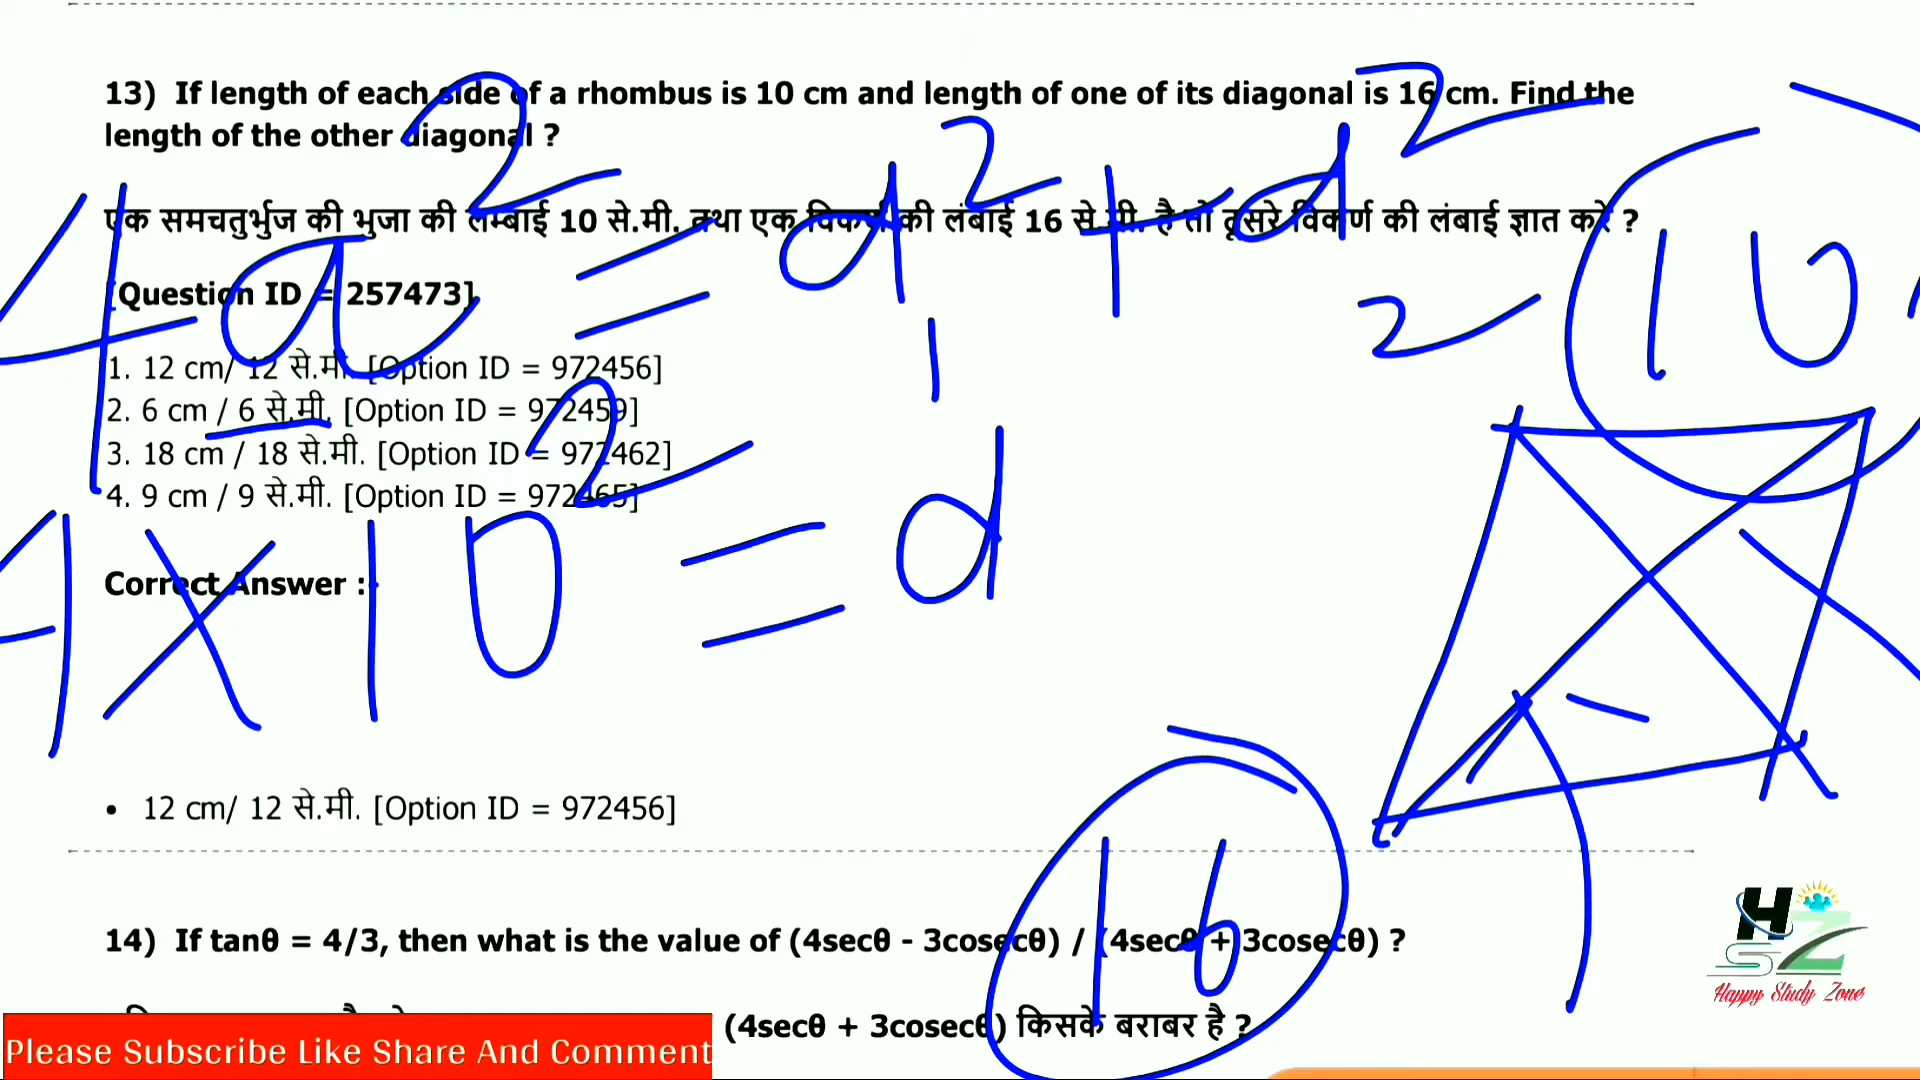 13) If length of each side of a rhombus is 10 cm and length of one of its diagonal is 16 cm. Find the
length of the other diagonal ?
एक समचतुर्भुज की भुजा की लम्बाई 10 से.मी. तथा एक विकर्ण की लंबाई 16 से.मी. है तो दूसरे विकर्ण की लंबाई ज्ञात करे ?
4a² = d₁² + d₂²
[Question ID = 257473]
1. 12 cm/ 12 से.मी. [Option ID = 972456]
2. 6 cm / 6 से.मी. [Option ID = 972459]
3. 18 cm / 18 से.मी. [Option ID = 972462]
4. 9 cm / 9 से.मी. [Option ID = 972465]
10
4 × 10² = d
Correct Answer :-
• 12 cm/ 12 से.मी. [Option ID = 972456]
16
14) If tanθ = 4/3, then what is the value of (4secθ - 3cosecθ) / (4secθ + 3cosecθ) ?
(4secθ + 3cosecθ) किसके बराबर है ?
HSZ
Happy Study Zone
Please Subscribe Like Share And Comment